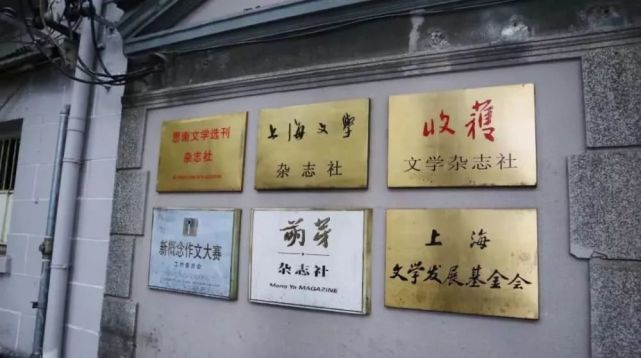 思南文学选刊
杂志社
上海文學
杂志社
收穫
文学杂志社
新概念作文大赛
萌芽
杂志社
Meng Ya MAGAZINE
上海
文学发展基金会